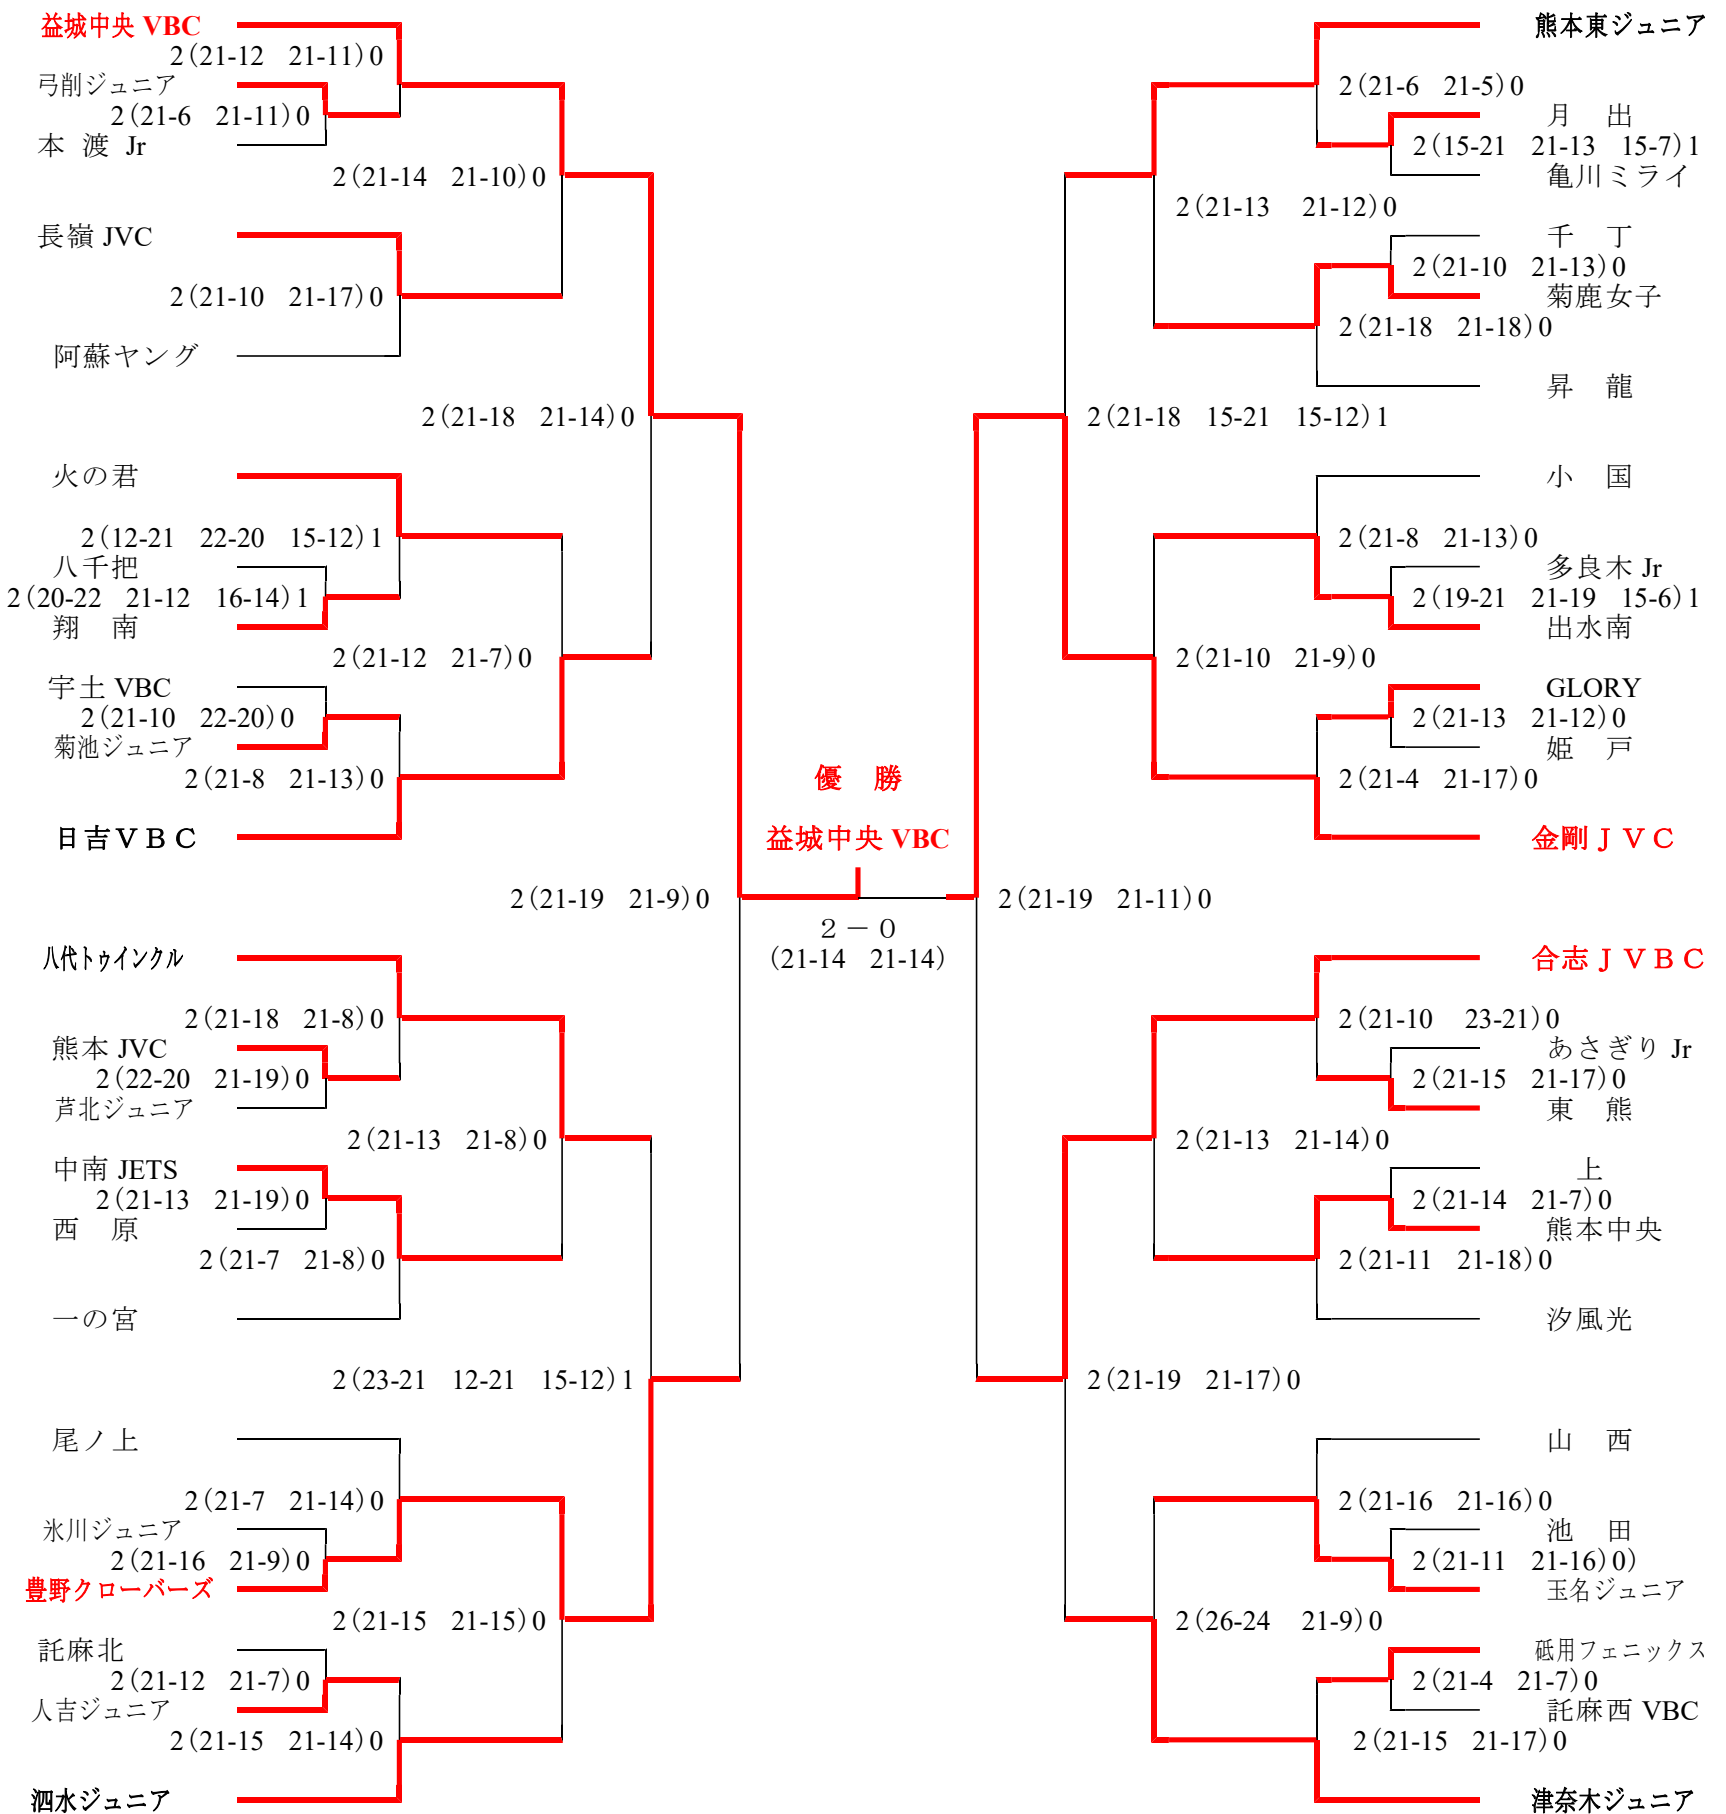 益城中央 VBC
2(21-12 21-11)0
弓削ジュニア
2(21-6 21-11)0
本 渡 Jr
2(21-14 21-10)0
長嶺 JVC
2(21-10 21-17)0
阿蘇ヤング
2(21-18 21-14)0
火の君
2(12-21 22-20 15-12)1
八千把
2(20-22 21-12 16-14)1
翔 南
2(21-12 21-7)0
宇土 VBC
2(21-10 22-20)0
菊池ジュニア
2(21-8 21-13)0
日吉ＶＢＣ
2(21-19 21-9)0
八代トゥインクル
2(21-18 21-8)0
熊本 JVC
2(22-20 21-19)0
芦北ジュニア
2(21-13 21-8)0
中南 JETS
2(21-13 21-19)0
西 原
2(21-7 21-8)0
一の宮
2(23-21 12-21 15-12)1
尾ノ上
2(21-7 21-14)0
氷川ジュニア
2(21-16 21-9)0
豊野クローバーズ
2(21-15 21-15)0
託麻北
2(21-12 21-7)0
人吉ジュニア
2(21-15 21-14)0
泗水ジュニア
優 勝
益城中央 VBC
２－０
(21-14 21-14)
熊本東ジュニア
2(21-6 21-5)0
月 出
2(15-21 21-13 15-7)1
亀川ミライ
2(21-13 21-12)0
千 丁
2(21-10 21-13)0
菊鹿女子
2(21-18 21-18)0
昇 龍
2(21-18 15-21 15-12)1
小 国
2(21-8 21-13)0
多良木 Jr
2(19-21 21-19 15-6)1
出水南
2(21-10 21-9)0
GLORY
2(21-13 21-12)0
姫 戸
2(21-4 21-17)0
金剛ＪＶＣ
2(21-19 21-11)0
合志ＪＶＢＣ
2(21-10 23-21)0
あさぎり Jr
2(21-15 21-17)0
東 熊
2(21-13 21-14)0
上
2(21-14 21-7)0
熊本中央
2(21-11 21-18)0
汐風光
2(21-19 21-17)0
山 西
2(21-16 21-16)0
池 田
2(21-11 21-16)0)
玉名ジュニア
2(26-24 21-9)0
砥用フェニックス
2(21-4 21-7)0
託麻西 VBC
2(21-15 21-17)0
津奈木ジュニア